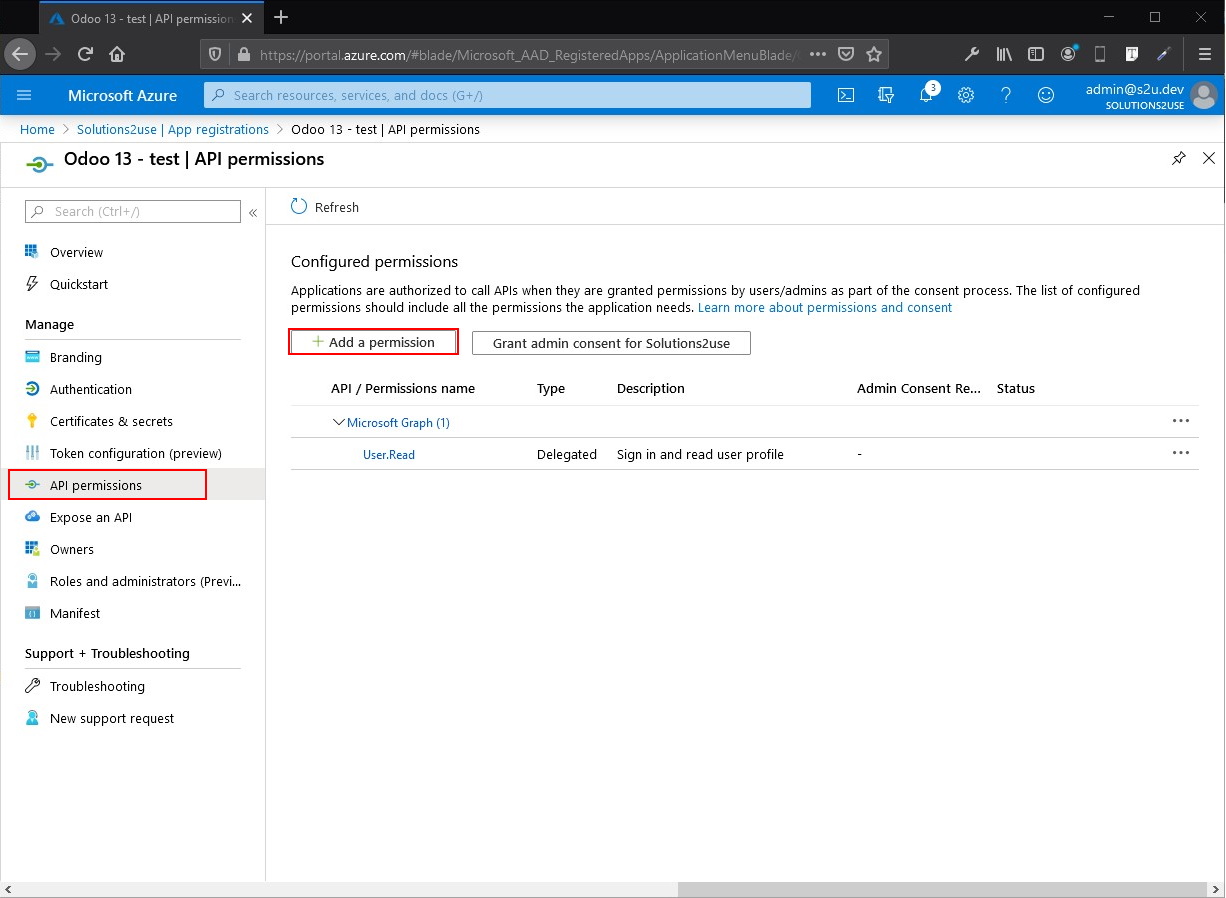 Odoo 13 - test | API permission
https://portal.azure.com/#blade/Microsoft_AAD_RegisteredApps/ApplicationMenuBlade/
Microsoft Azure
Search resources, services, and docs (G+/)
3
admin@s2u.dev
SOLUTIONS2USE
Home > Solutions2use | App registrations > Odoo 13 - test | API permissions
Odoo 13 - test | API permissions
Search (Ctrl+/)
«
Overview
Quickstart
Manage
Branding
Authentication
Certificates & secrets
Token configuration (preview)
API permissions
Expose an API
Owners
Roles and administrators (Previ...
Manifest
Support + Troubleshooting
Troubleshooting
New support request
Refresh
Configured permissions
Applications are authorized to call APIs when they are granted permissions by users/admins as part of the consent process. The list of configured
permissions should include all the permissions the application needs. Learn more about permissions and consent
+ Add a permission
Grant admin consent for Solutions2use
API / Permissions name Type Description Admin Consent Re... Status
Microsoft Graph (1)
User.Read Delegated Sign in and read user profile -